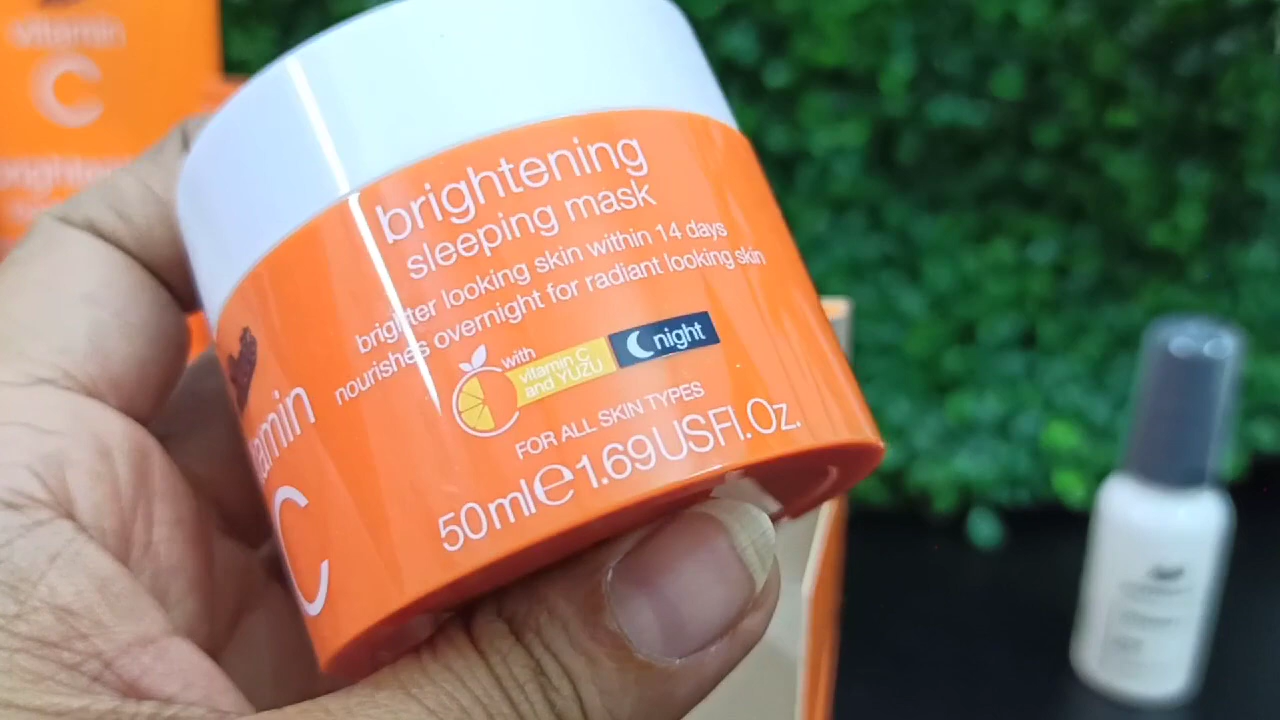 vitamin
C
brightening
sleeping mask
brighter looking skin within 14 days
nourishes overnight for radiant looking skin
with
vitamin C
and YUZU
night
FOR ALL SKIN TYPES
50ml e 1.69USFl.Oz.
C